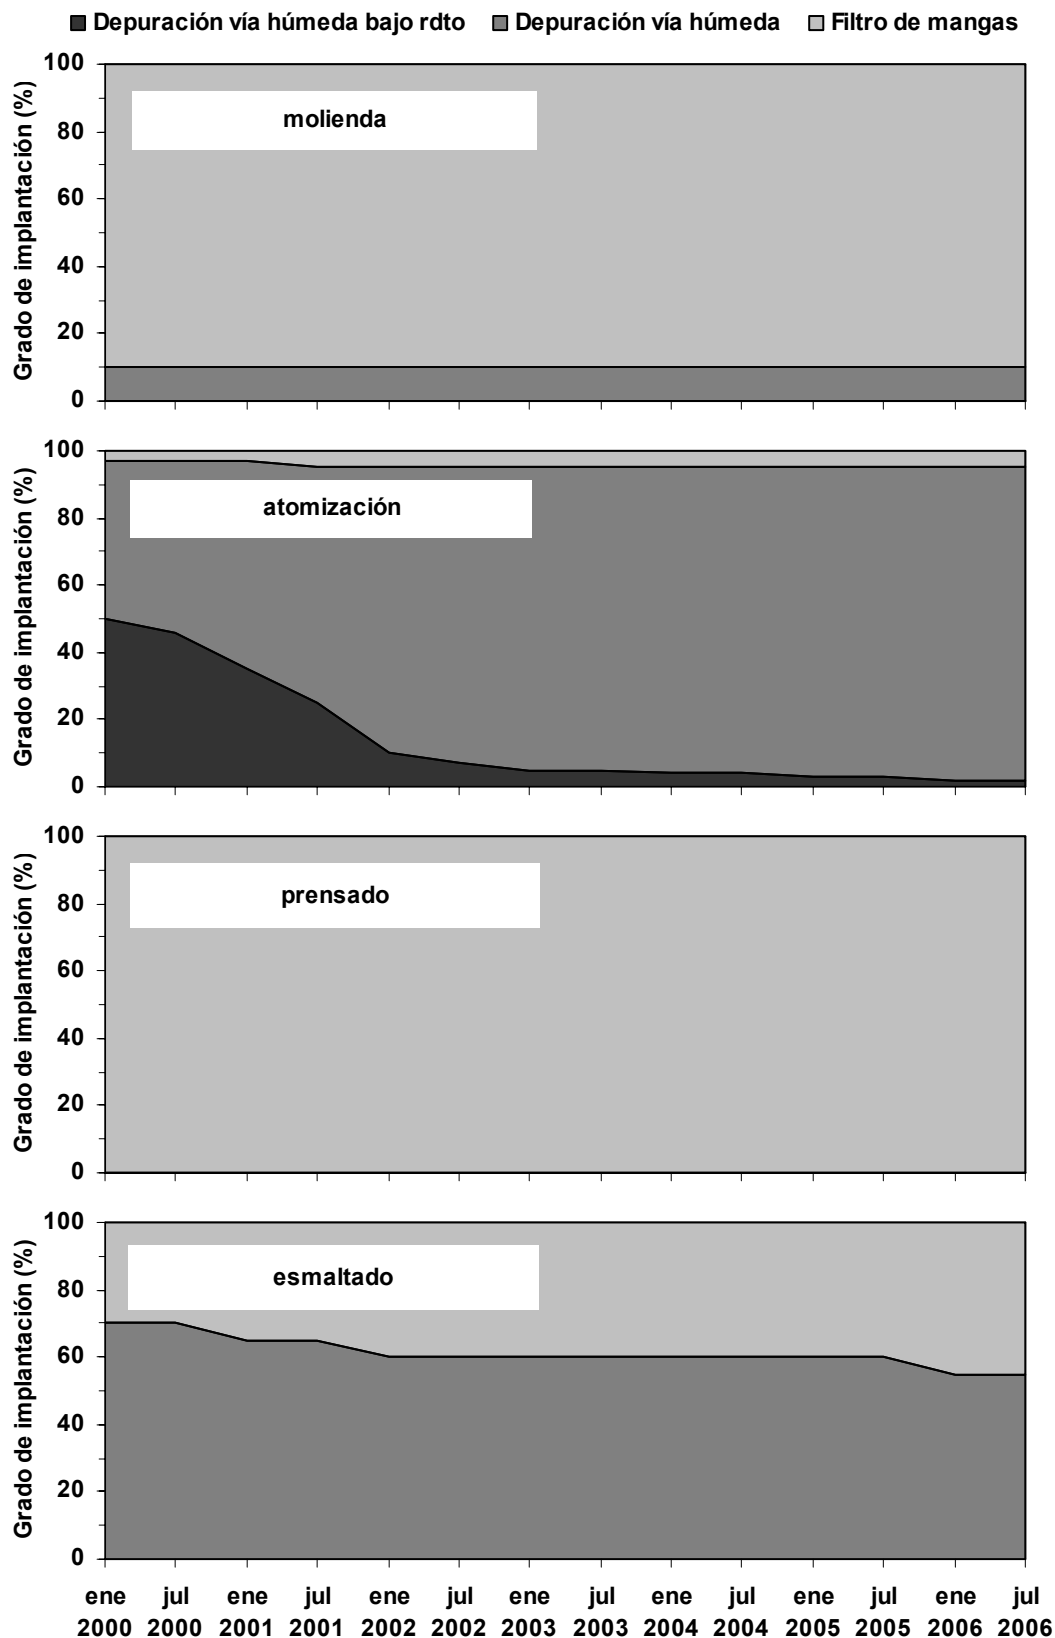 Depuración vía húmeda bajo rdto Depuración vía húmeda Filtro de mangas
Grado de implantación (%)
100
80
60
40
20
0
molienda
Grado de implantación (%)
100
80
60
40
20
0
atomización
Grado de implantación (%)
100
80
60
40
20
0
prensado
Grado de implantación (%)
100
80
60
40
20
0
esmaltado
ene jul ene jul ene jul ene jul ene jul ene jul ene jul
2000 2000 2001 2001 2002 2002 2003 2003 2004 2004 2005 2005 2006 2006